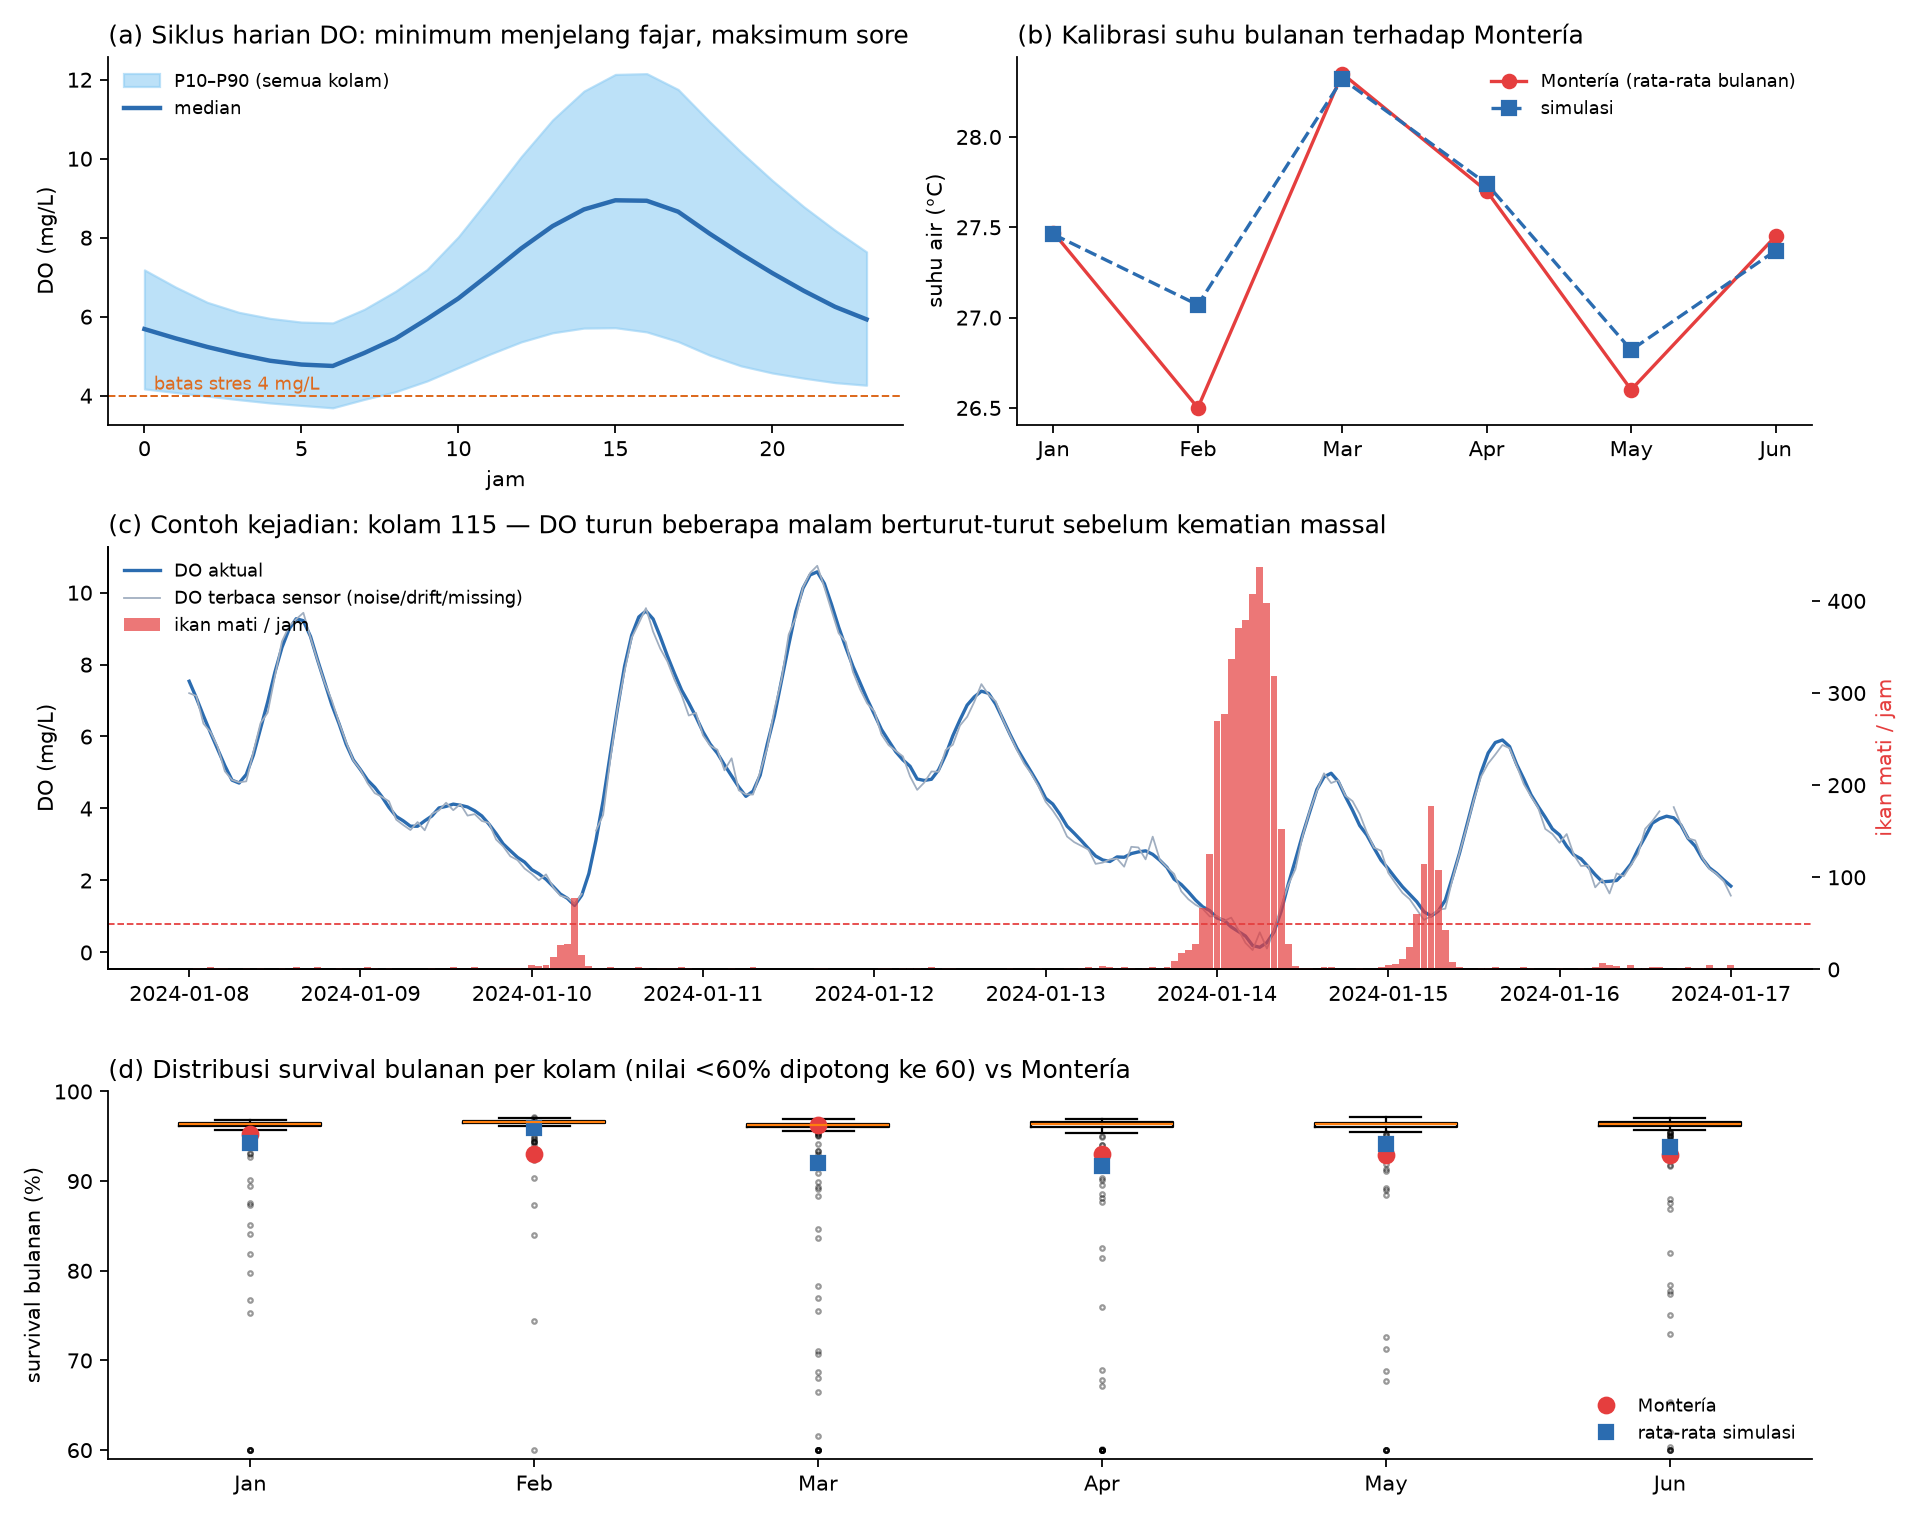 (a) Siklus harian DO: minimum menjelang fajar, maksimum sore
P10–P90 (semua kolam)
median
batas stres 4 mg/L
DO (mg/L)
12
10
8
6
4
0
5
10
15
20
jam
(b) Kalibrasi suhu bulanan terhadap Montería
Montería (rata-rata bulanan)
simulasi
suhu air (°C)
28.0
27.5
27.0
26.5
Jan
Feb
Mar
Apr
May
Jun
(c) Contoh kejadian: kolam 115 — DO turun beberapa malam berturut-turut sebelum kematian massal
DO aktual
DO terbaca sensor (noise/drift/missing)
ikan mati / jam
DO (mg/L)
10
8
6
4
2
0
400
300
200
100
0
ikan mati / jam
2024-01-08
2024-01-09
2024-01-10
2024-01-11
2024-01-12
2024-01-13
2024-01-14
2024-01-15
2024-01-16
2024-01-17
(d) Distribusi survival bulanan per kolam (nilai <60% dipotong ke 60) vs Montería
survival bulanan (%)
100
90
80
70
60
Montería
rata-rata simulasi
Jan
Feb
Mar
Apr
May
Jun